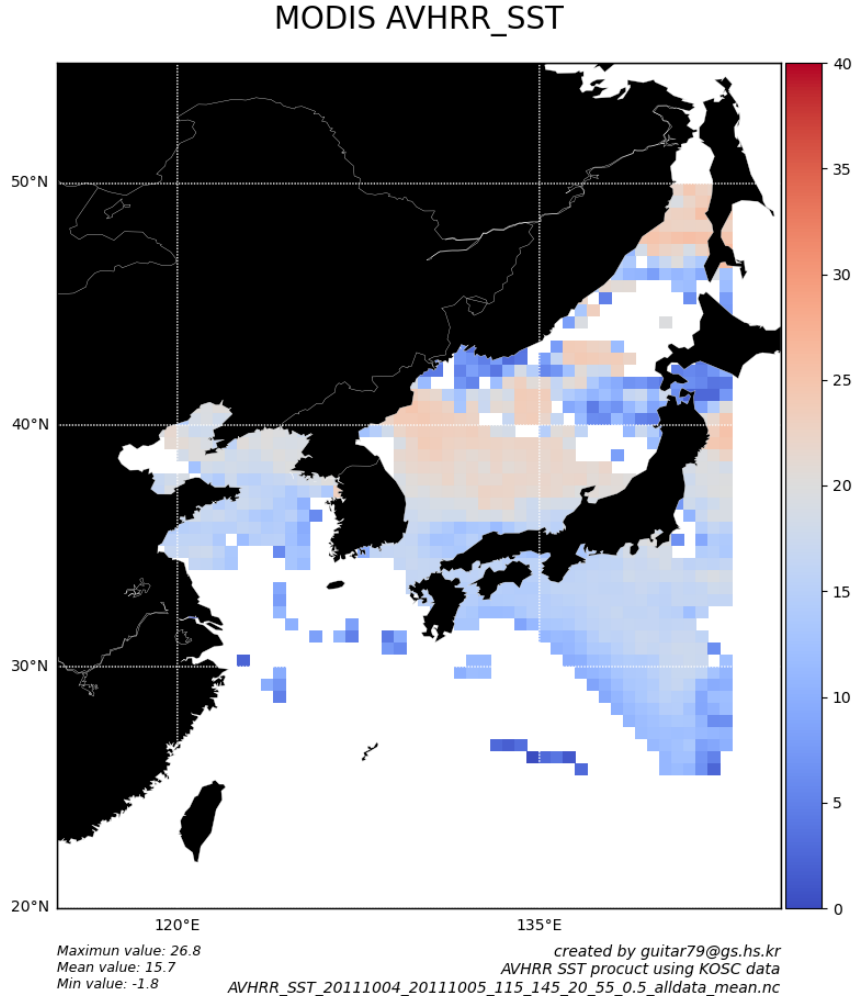 MODIS AVHRR_SST
40
35
50°N
30
25
40°N
20
15
30°N
10
5
20°N
0
120°E
135°E
Maximun value: 26.8
Mean value: 15.7
Min value: -1.8
created by guitar79@gs.hs.kr
AVHRR SST procuct using KOSC data
AVHRR_SST_20111004_20111005_115_145_20_55_0.5_alldata_mean.nc